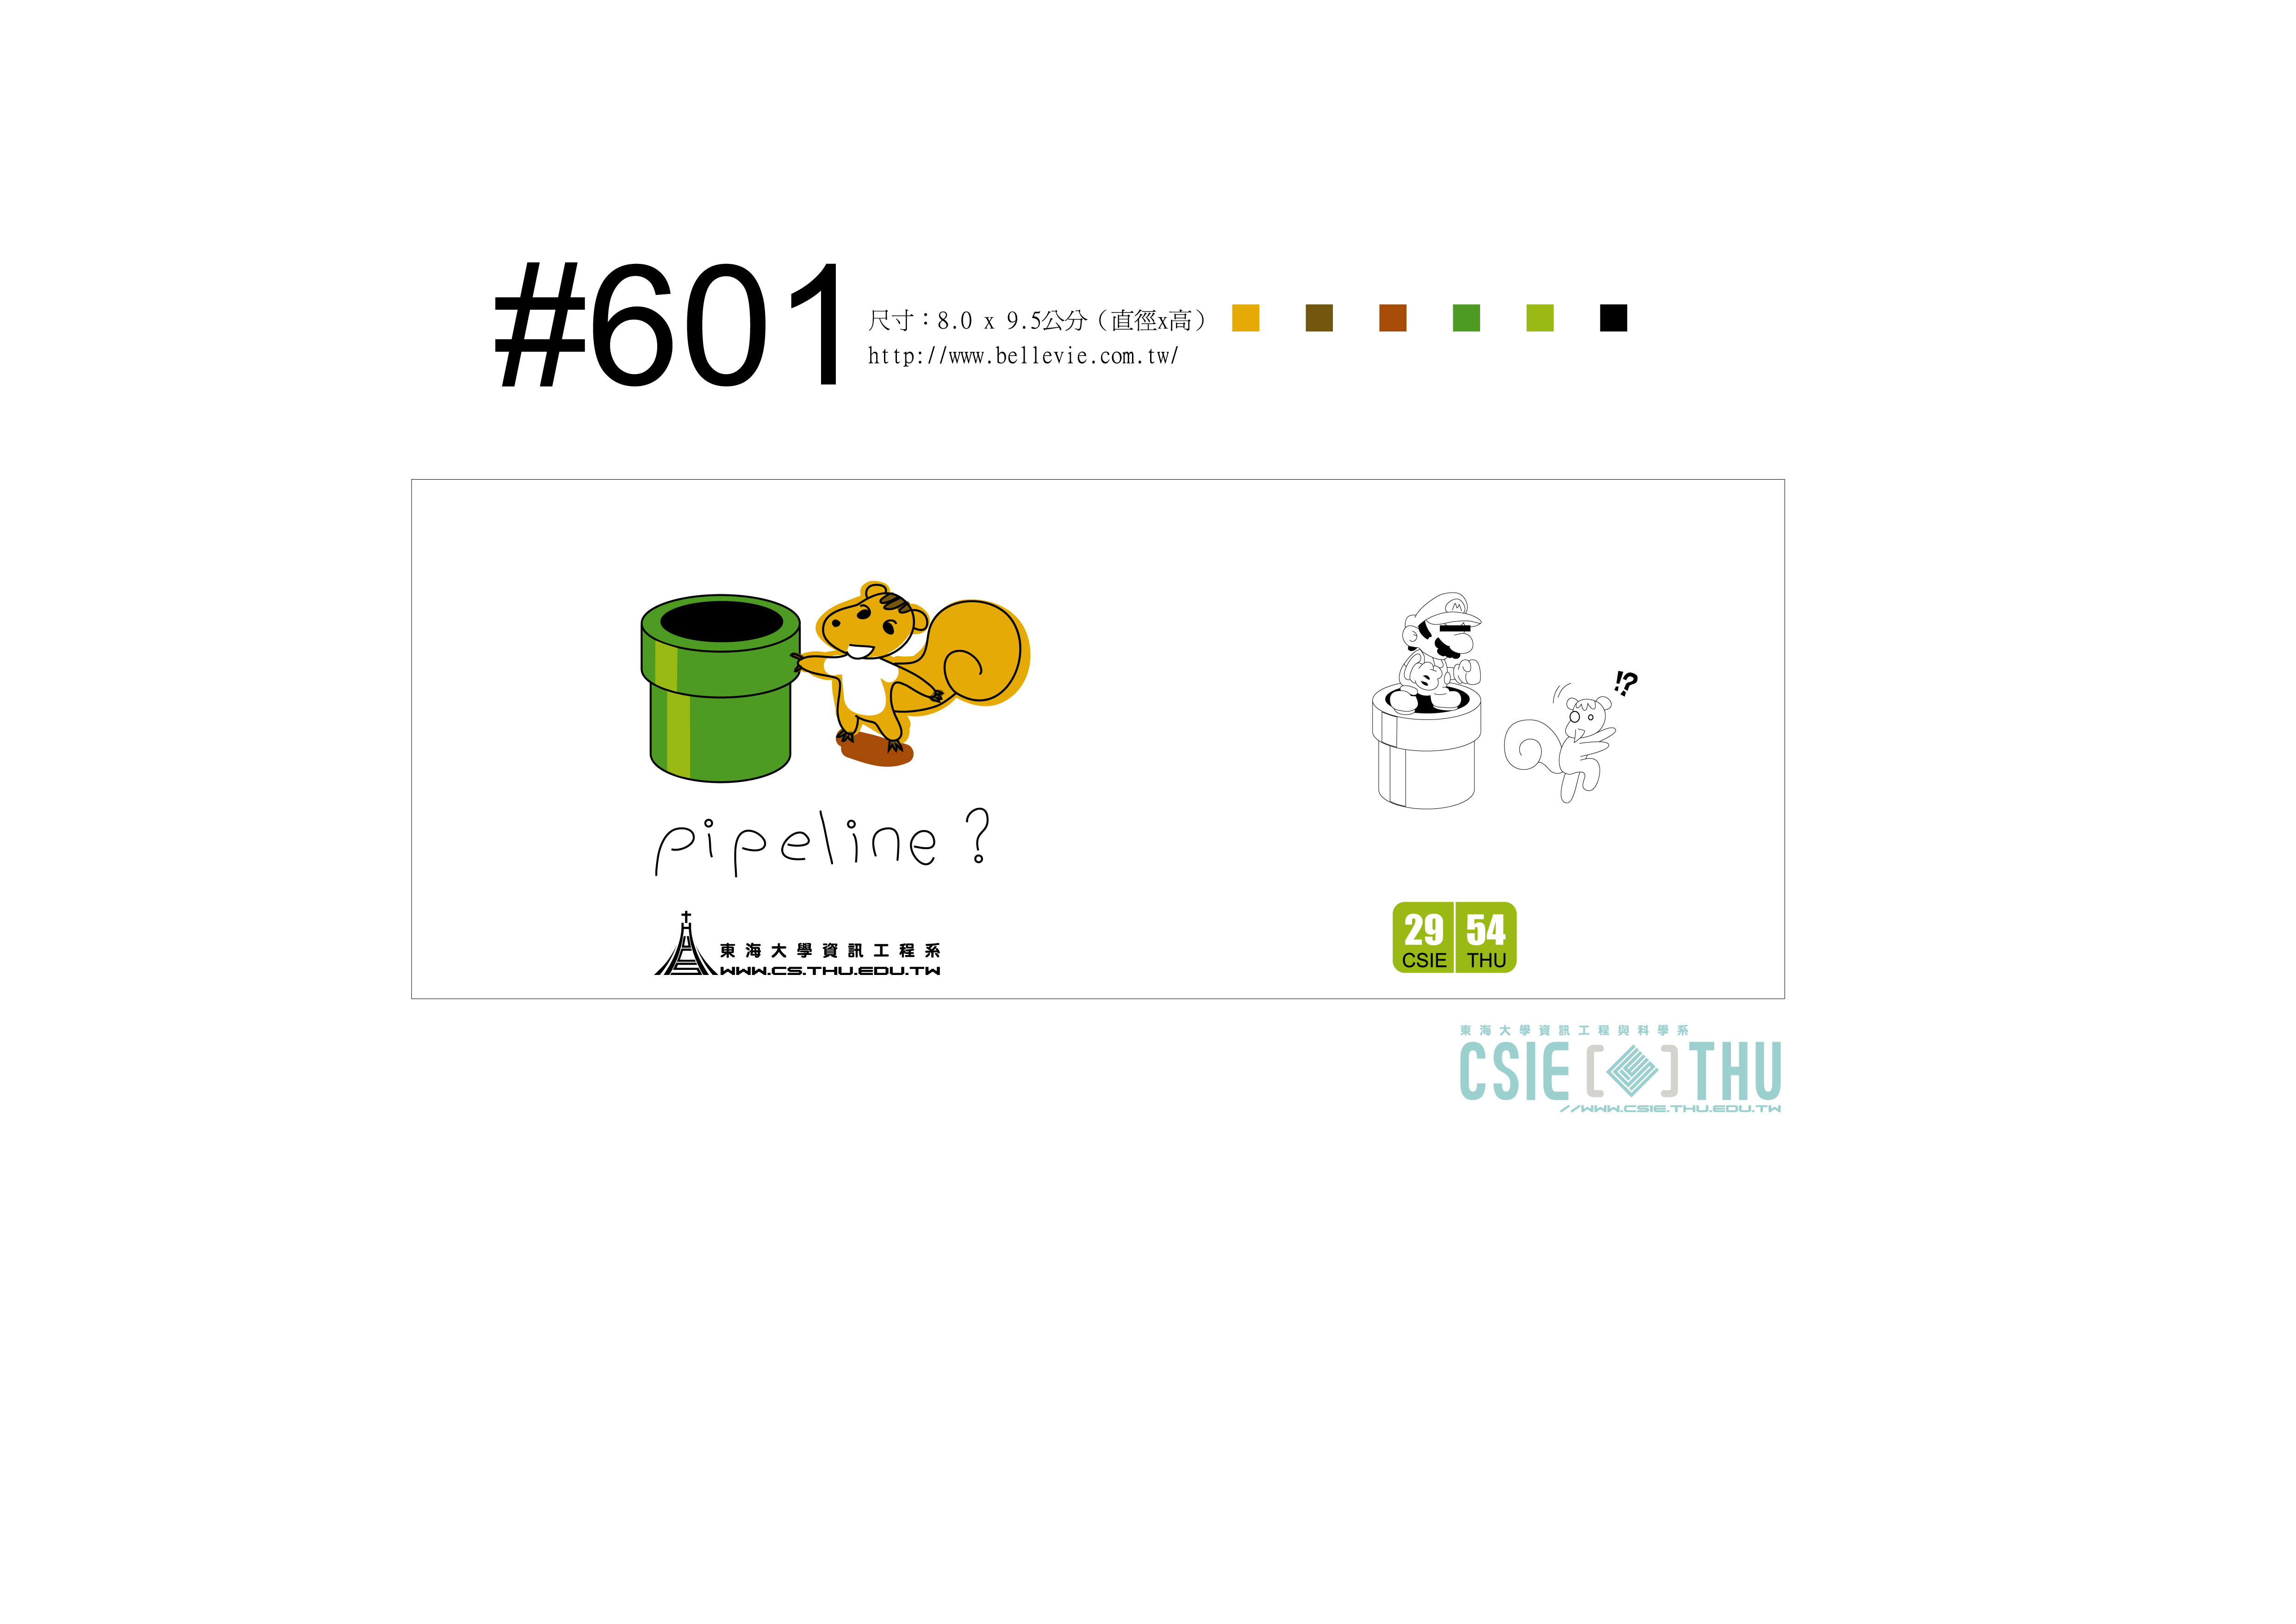 #601
尺寸：8.0 x 9.5公分（直徑x高）
http://www.bellevie.com.tw/
M
!?
pipeline?
東海大學資訊工程系
WWW.CS.THU.EDU.TW
29 54
CSIE THU
東海大學資訊工程與科學系
CSIE [ ] THU
//WWW.CSIE.THU.EDU.TW